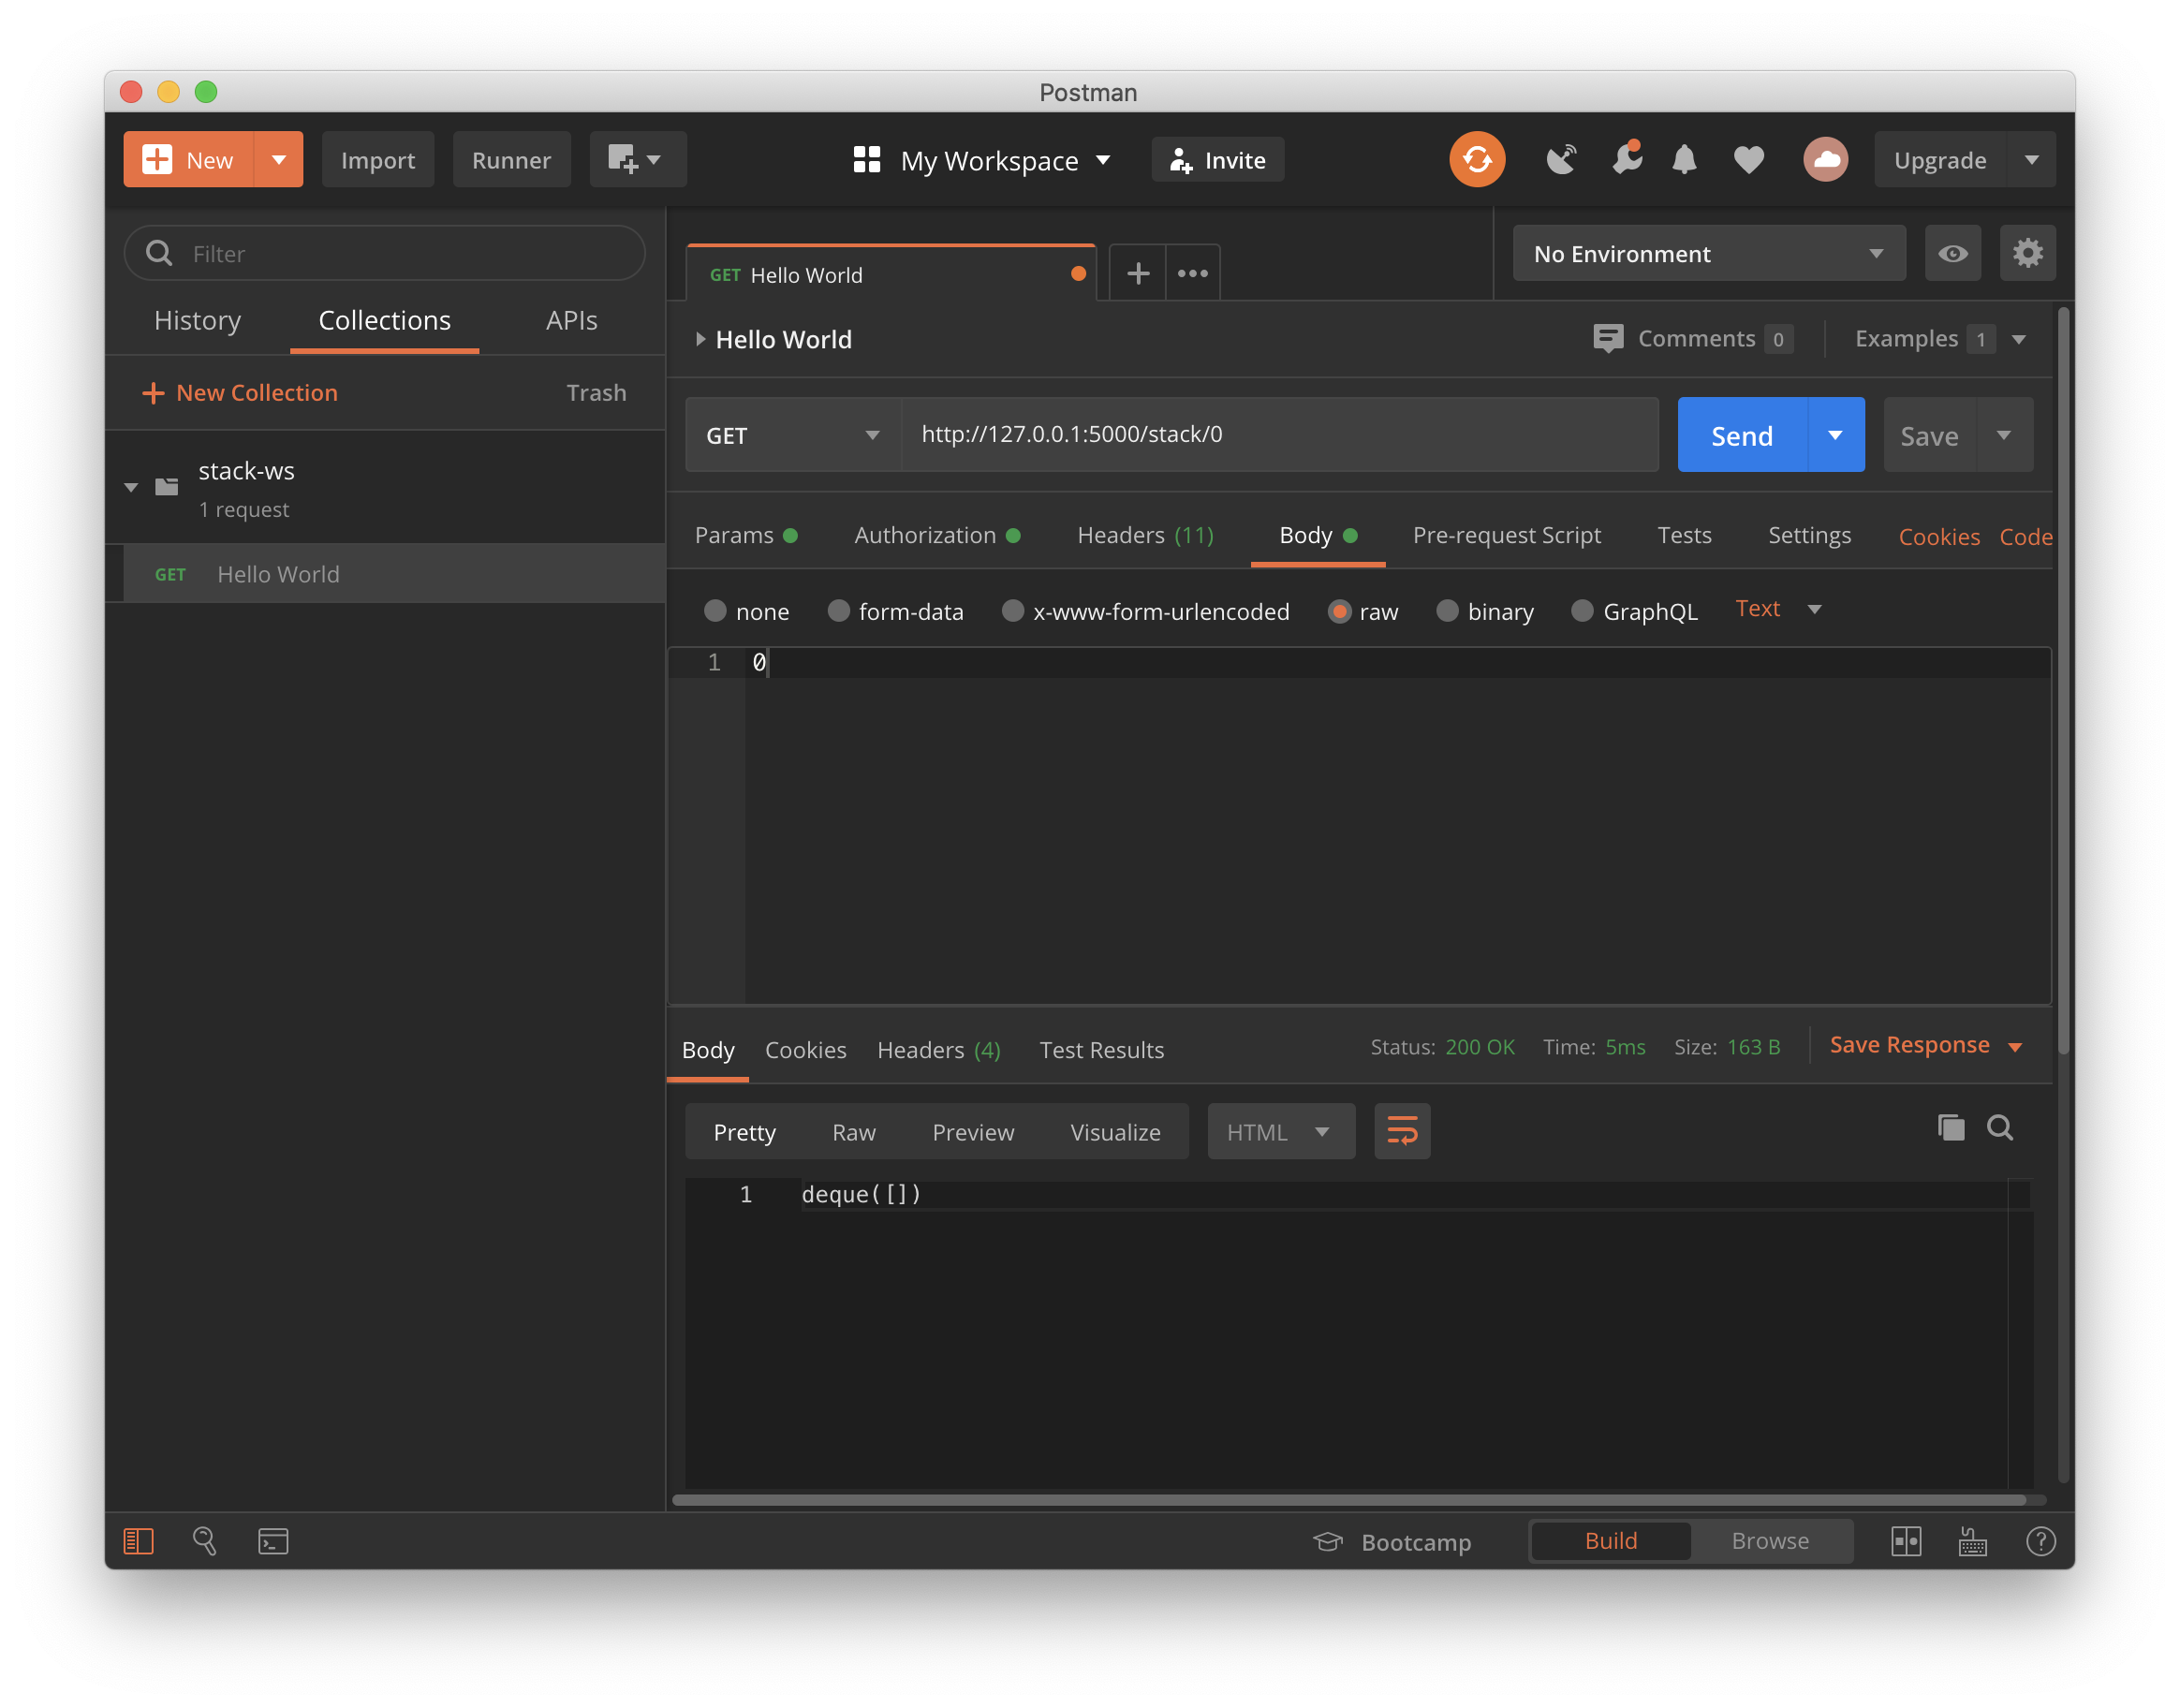 Postman
New
Import
Runner
My Workspace
Invite
Upgrade
Filter
History
Collections
APIs
New Collection
Trash
stack-ws
1 request
GET Hello World
GET Hello World
No Environment
Hello World
Comments 0
Examples 1
GET
http://127.0.0.1:5000/stack/0
Send
Save
Params
Authorization
Headers (11)
Body
Pre-request Script
Tests
Settings
Cookies
Code
none
form-data
x-www-form-urlencoded
raw
binary
GraphQL
Text
1 0
Body
Cookies
Headers (4)
Test Results
Status: 200 OK
Time: 5ms
Size: 163 B
Save Response
Pretty
Raw
Preview
Visualize
HTML
1 deque([])
Bootcamp
Build
Browse